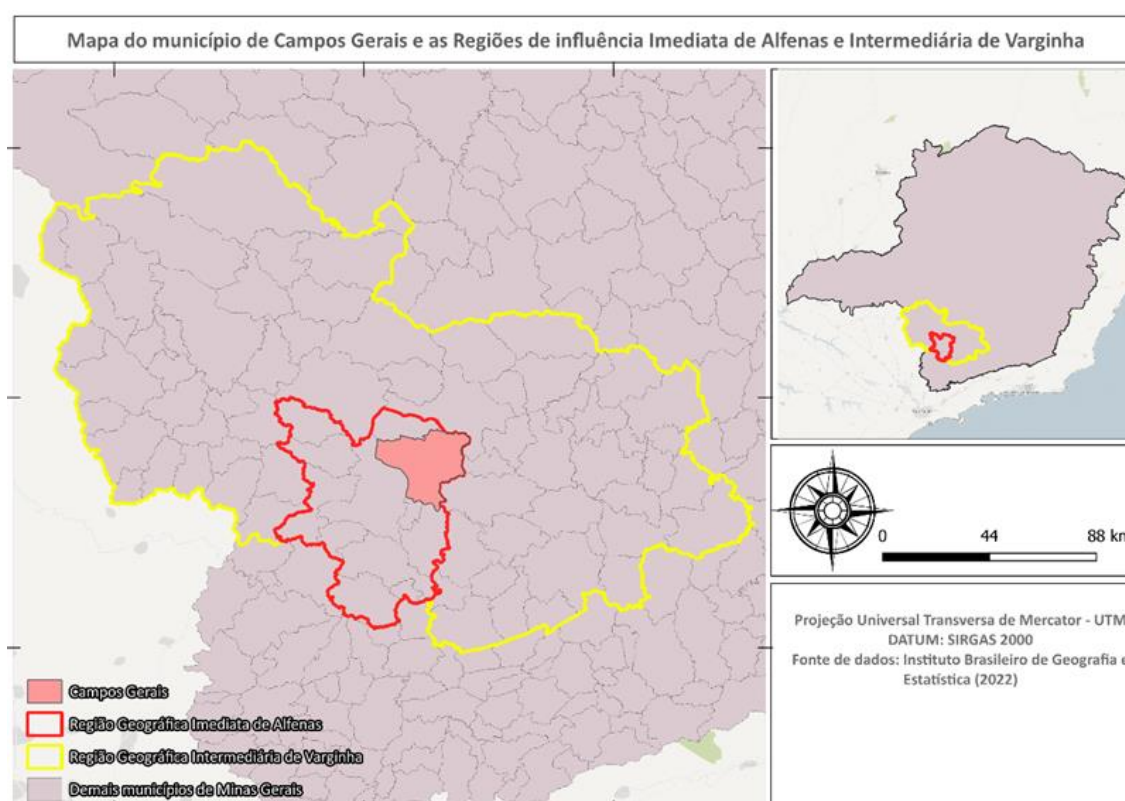 Mapa do município de Campos Gerais e as Regiões de influência Imediata de Alfenas e Intermediária de Varginha
Campos Gerais
Região Geográfica Imediata de Alfenas
Região Geográfica Intermediária de Varginha
Demais municípios de Minas Gerais
0 44 88 km
Projeção Universal Transversa de Mercator - UTM
DATUM: SIRGAS 2000
Fonte de dados: Instituto Brasileiro de Geografia e
Estatística (2022)